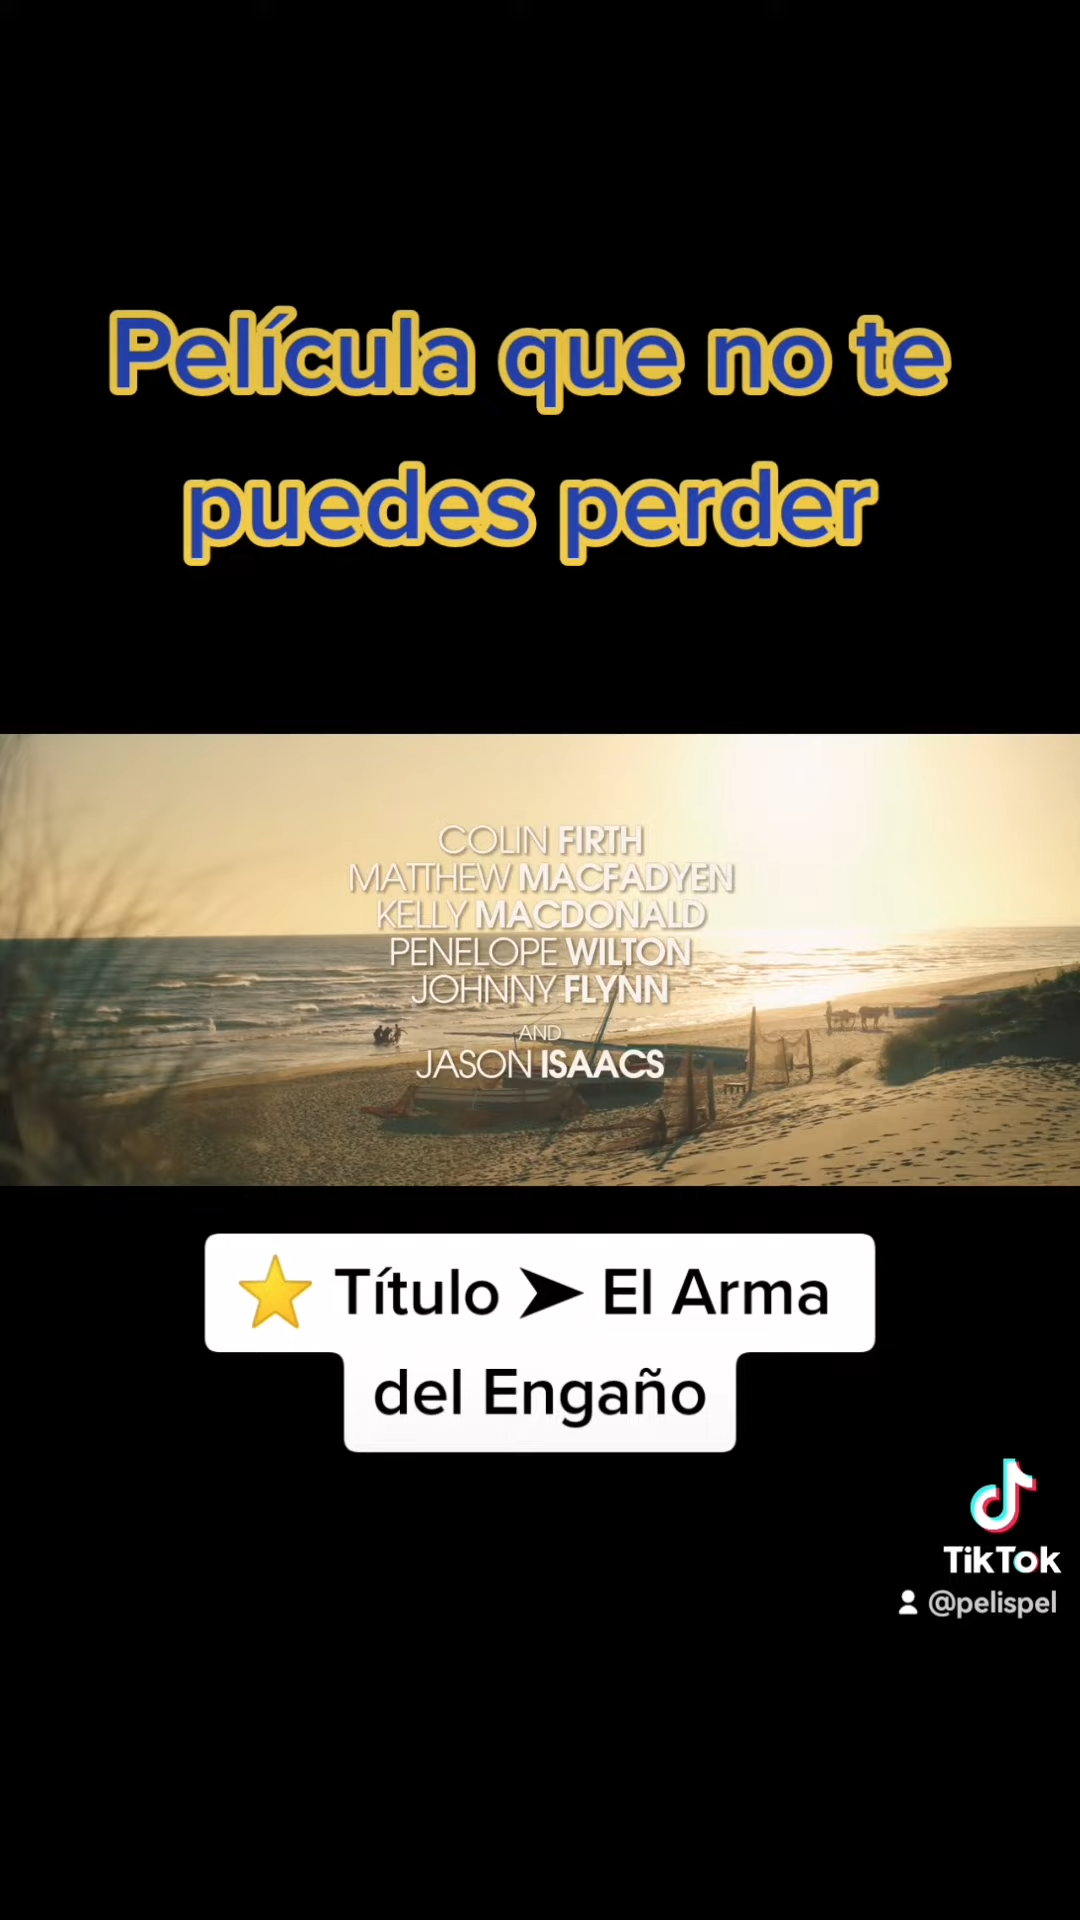 Película que no te
puedes perder
COLIN FIRTH
MATTHEW MACFADYEN
KELLY MACDONALD
PENELOPE WILTON
JOHNNY FLYNN
AND
JASON ISAACS
⭐ Título ➤ El Arma
del Engaño
TikTok
@pelispel